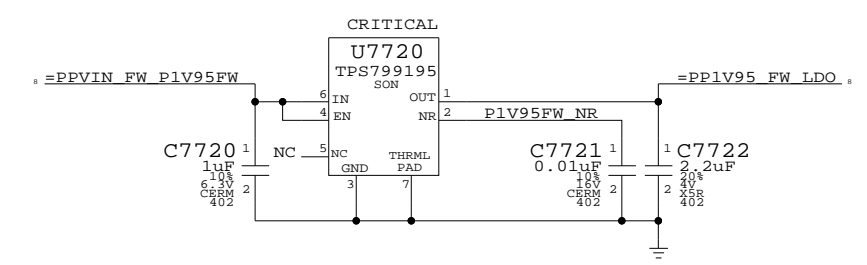 CRITICAL
U7720
TPS799195
SON
8 =PPVIN_FW_P1V95FW
=PP1V95_FW_LDO 8
6 IN
OUT 1
4 EN
NR 2 P1V95FW_NR
NC 5 NC
THRML
PAD
GND
3
7
C7720 1
1uF
10%
6.3V 2
CERM
402
C7721 1
0.01uF
10%
16V 2
CERM
402
1 C7722
2.2uF
20%
2 4V
X5R
402